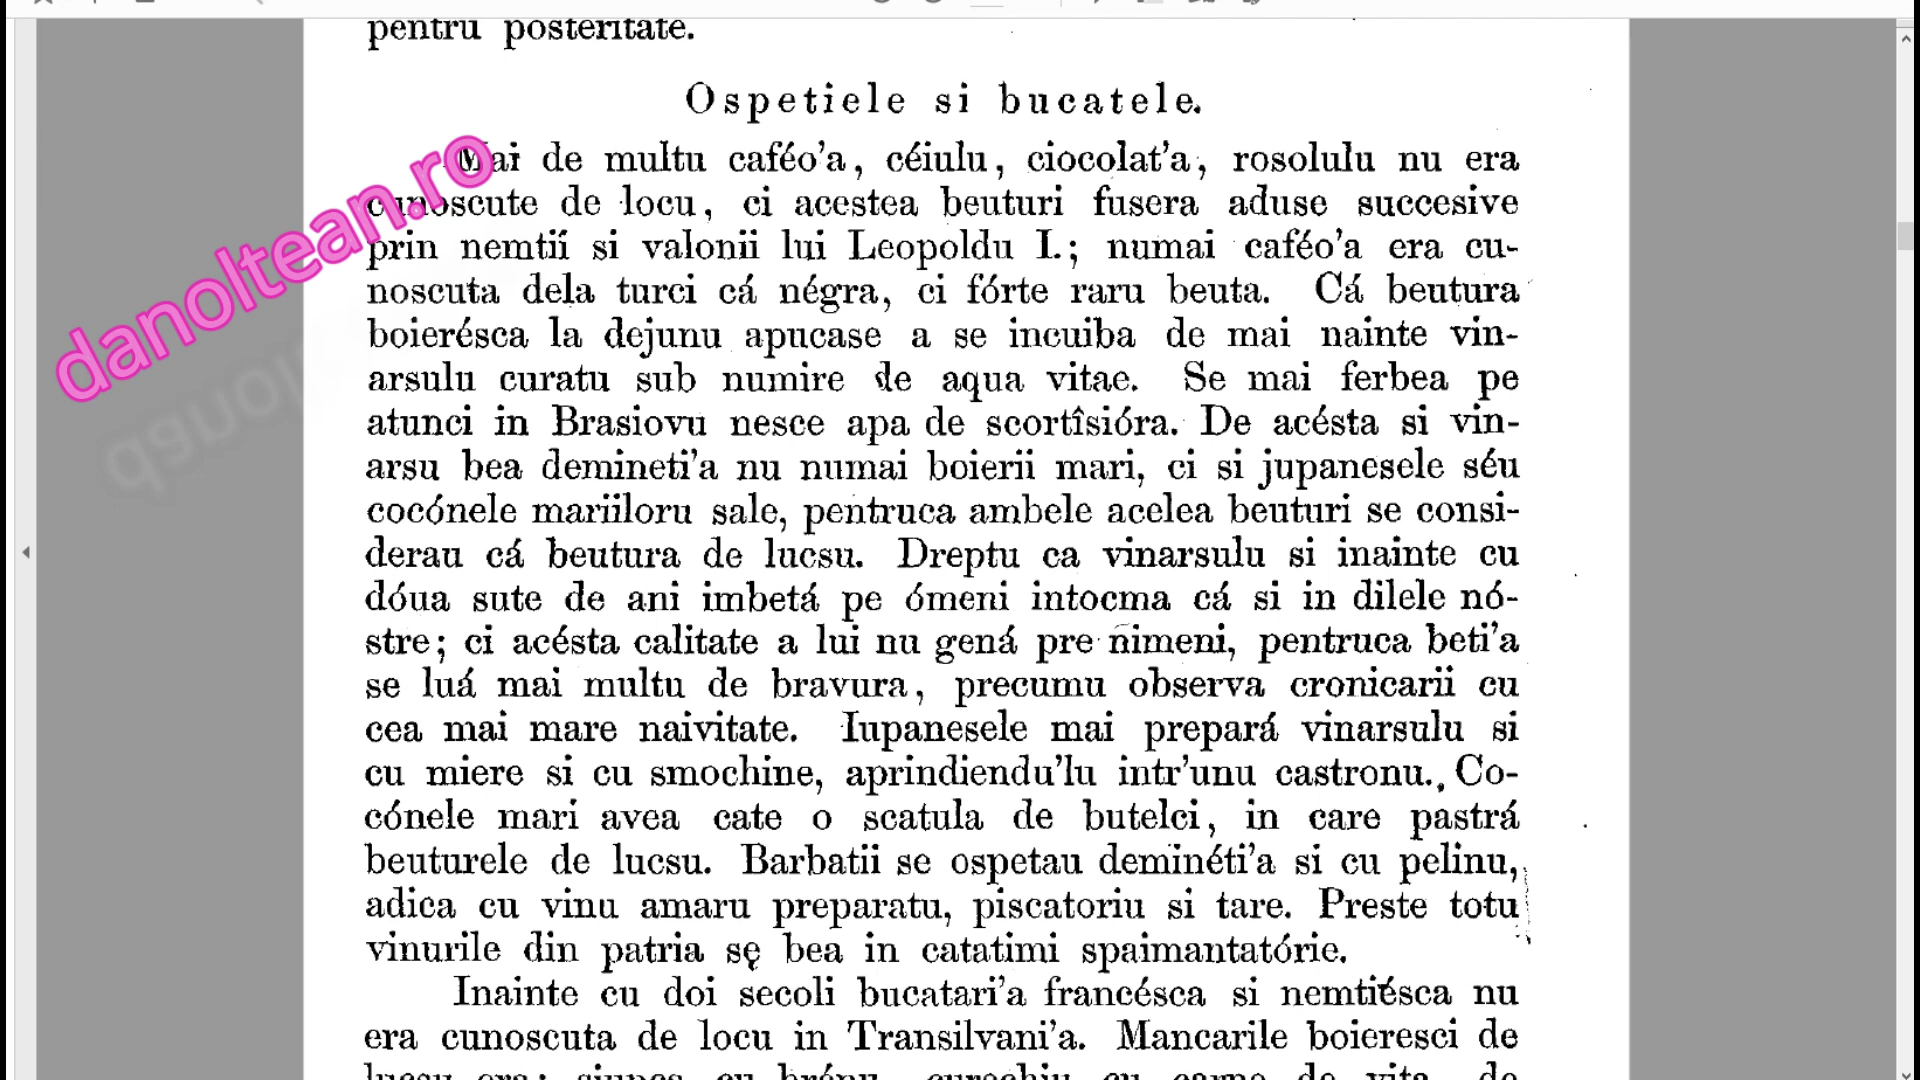 pentru posteritate.
Ospetiele si bucatele.
Mai de multu caféo’a, céiulu, ciocolat’a, rosolulu nu era
cunoscute de locu, ci acestea beuturi fusera aduse succesive
prin nemtíi si valonii lui Leopoldu I.; numai caféo’a era cu-
noscuta dela turci cá négra, ci fórte raru beuta. Cá beutura
boierésca la dejunu apucase a se incuiba de mai nainte vin-
arsulu curatu sub numire de aqua vitae. Se mai ferbea pe
atunci in Brasiovu nesce apa de scortîsióra. De acésta si vin-
arsu bea demineti’a nu numai boierii mari, ci si jupanesele séu
cocónele mariiloru sale, pentruca ambele acelea beuturi se consi-
derau cá beutura de lucsu. Dreptu ca vinarsulu si inainte cu
dóua sute de ani imbetá pe ómeni intocma cá si in dilele nó-
stre; ci acésta calitate a lui nu gená pre nimeni, pentruca beti’a
se luá mai multu de bravura, precumu observa cronicarii cu
cea mai mare naivitate. Iupanesele mai prepará vinarsulu si
cu miere si cu smochine, aprindiendu’lu intr’unu castronu. Co-
cónele mari avea cate o scatula de butelci, in care pastrá
beuturele de lucsu. Barbatii se ospetau deminéti’a si cu pelinu,
adica cu vinu amaru preparatu, piscatoriu si tare. Preste totu
vinurile din patria sę bea in catatimi spaimantatórie.
Inainte cu doi secoli bucatari’a francésca si nemtiésca nu
era cunoscuta de locu in Transilvani’a. Mancarile boieresci de
danoltean.ro